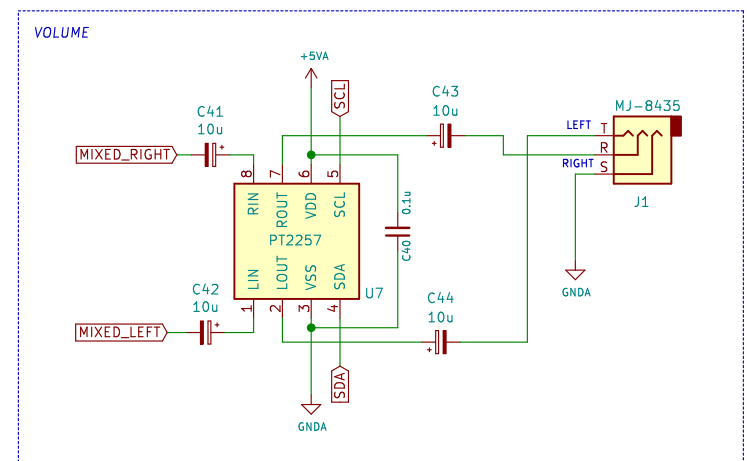 VOLUME
+5VA
SCL
C43
10u
C41
10u
MJ-8435
LEFT
T
MIXED_RIGHT
R
RIGHT
S
8
7
6
5
RIN
ROUT
VDD
SCL
0.1u
C40
J1
PT2257
LIN
LOUT
VSS
SDA
U7
C42
10u
1
2
3
4
C44
10u
GNDA
MIXED_LEFT
SDA
GNDA
+
+
+
+